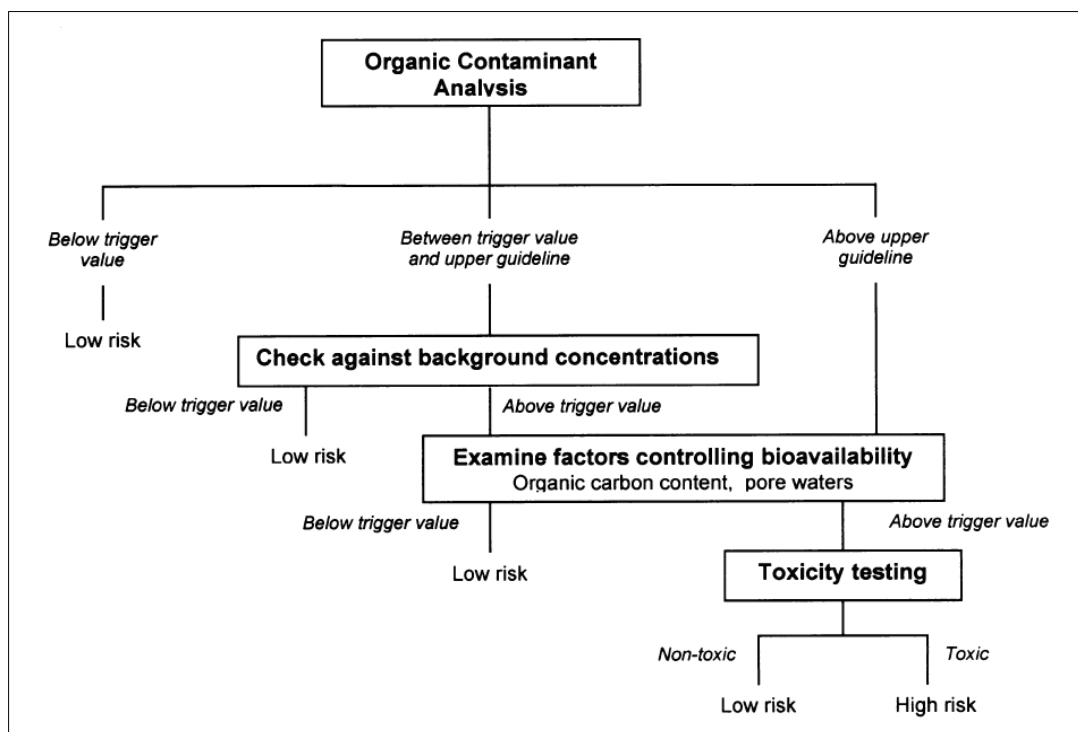 Organic Contaminant
Analysis
Below trigger
value
Between trigger value
and upper guideline
Above upper
guideline
Low risk
Check against background concentrations
Below trigger value
Above trigger value
Low risk
Examine factors controlling bioavailability
Organic carbon content, pore waters
Below trigger value
Above trigger value
Low risk
Toxicity testing
Non-toxic
Toxic
Low risk
High risk